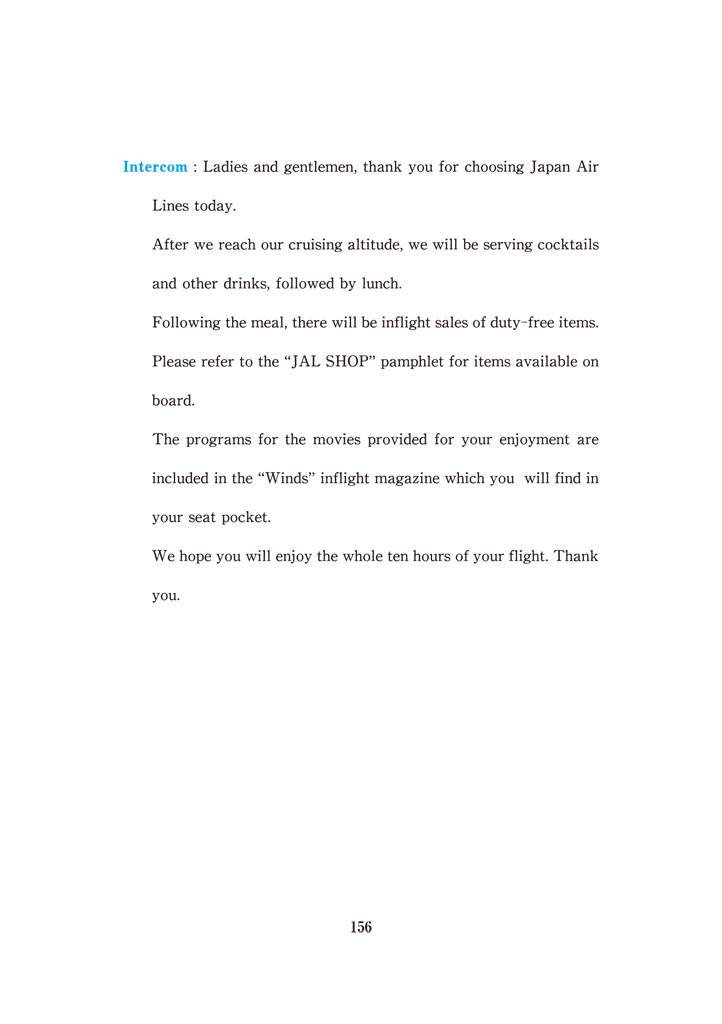 Intercom : Ladies and gentlemen, thank you for choosing Japan Air
Lines today.
After we reach our cruising altitude, we will be serving cocktails
and other drinks, followed by lunch.
Following the meal, there will be inflight sales of duty-free items.
Please refer to the “JAL SHOP” pamphlet for items available on
board.
The programs for the movies provided for your enjoyment are
included in the “Winds” inflight magazine which you will find in
your seat pocket.
We hope you will enjoy the whole ten hours of your flight. Thank
you.
156